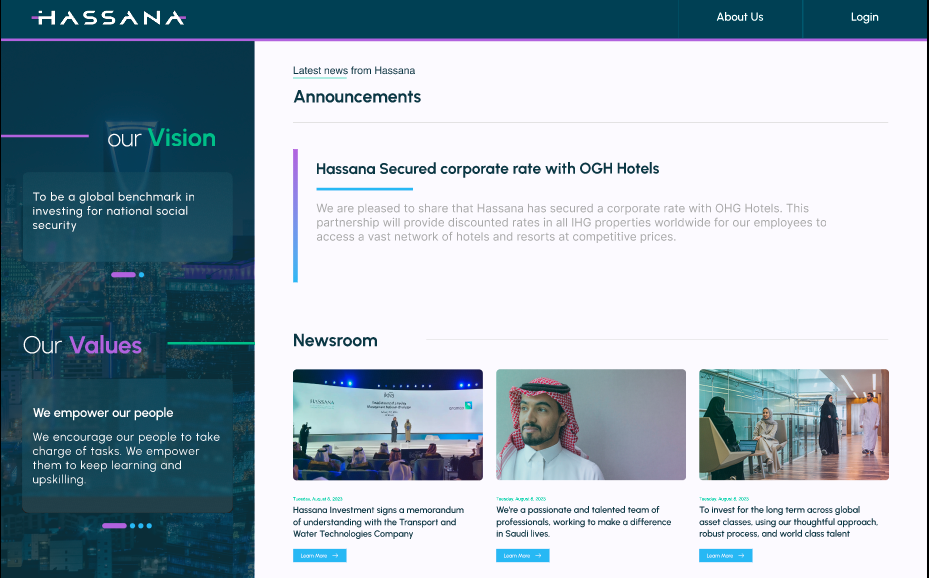 HASSANA
About Us
Login
our Vision
To be a global benchmark in
investing for national social
security
Our Values
We empower our people
We encourage our people to take
charge of tasks. We empower
them to keep learning and
upskilling.
Latest news from Hassana
Announcements
Hassana Secured corporate rate with OGH Hotels
We are pleased to share that Hassana has secured a corporate rate with OHG Hotels. This
partnership will provide discounted rates in all IHG properties worldwide for our employees to
access a vast network of hotels and resorts at competitive prices.
Newsroom
HASSANA
Tuesday, August 8, 2023
Hassana Investment signs a memorandum
of understanding with the Transport and
Water Technologies Company
Learn More
Tuesday, August 8, 2023
We're a passionate and talented team of
professionals, working to make a difference
in Saudi lives.
Learn More
Tuesday, August 8, 2023
To invest for the long term across global
asset classes, using our thoughtful approach,
robust process, and world class talent
Learn More